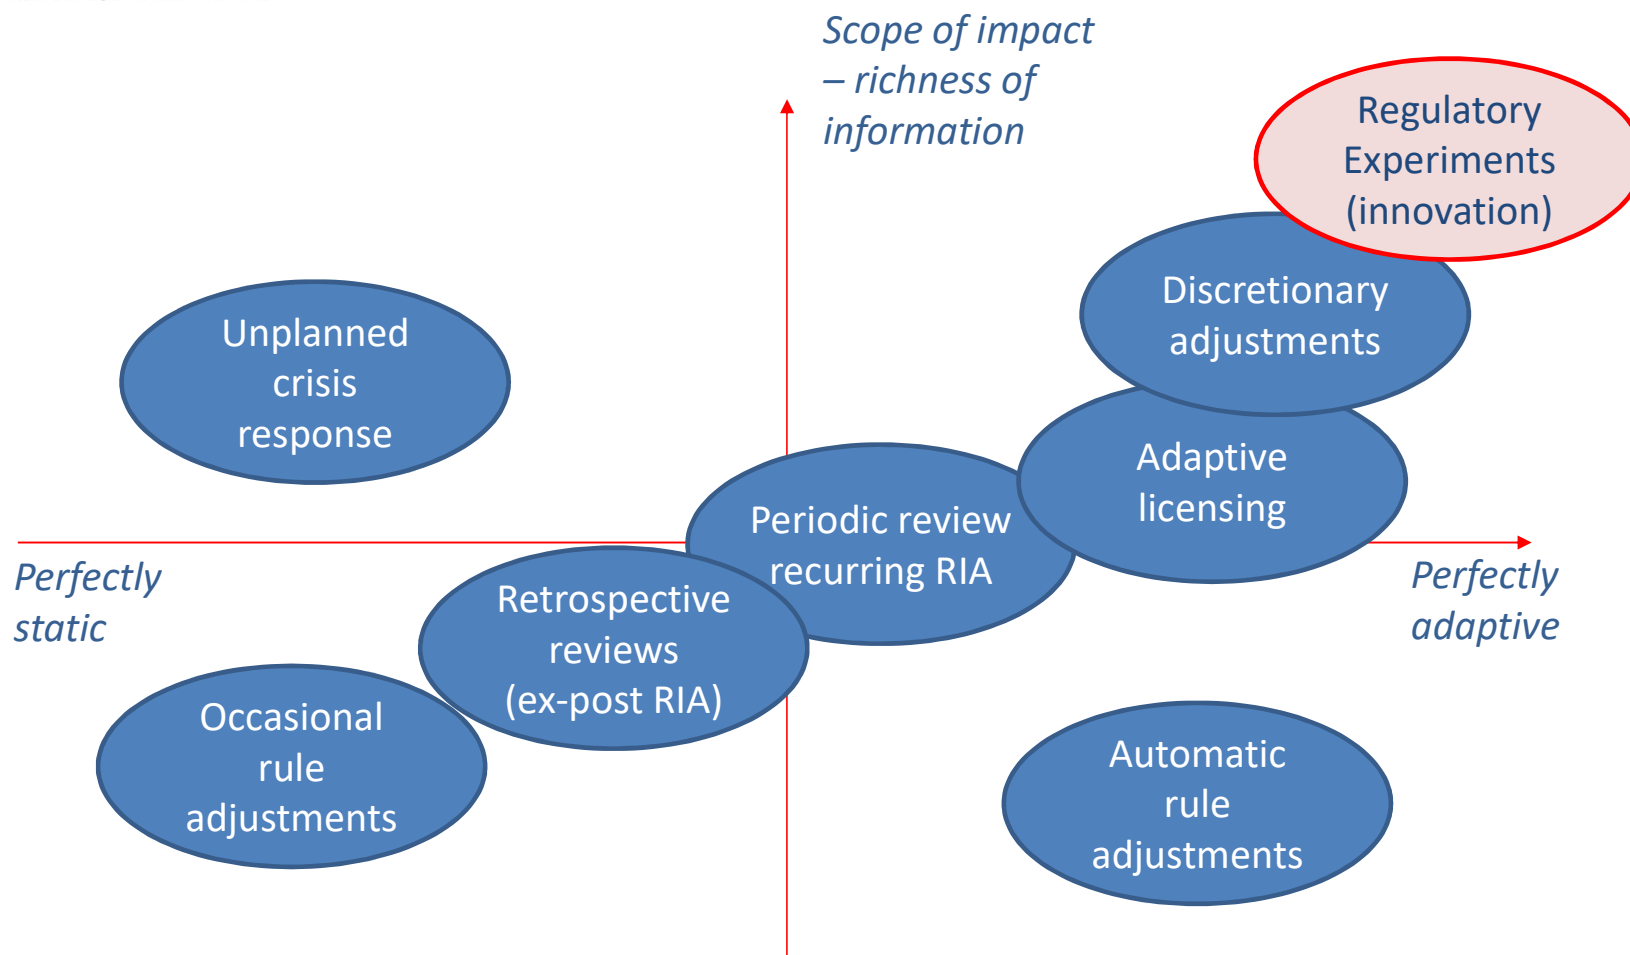 Scope of impact
– richness of
information
Regulatory
Experiments
(innovation)
Discretionary
adjustments
Unplanned
crisis
response
Adaptive
licensing
Periodic review
recurring RIA
Perfectly
static
Perfectly
adaptive
Retrospective
reviews
(ex-post RIA)
Occasional
rule
adjustments
Automatic
rule
adjustments